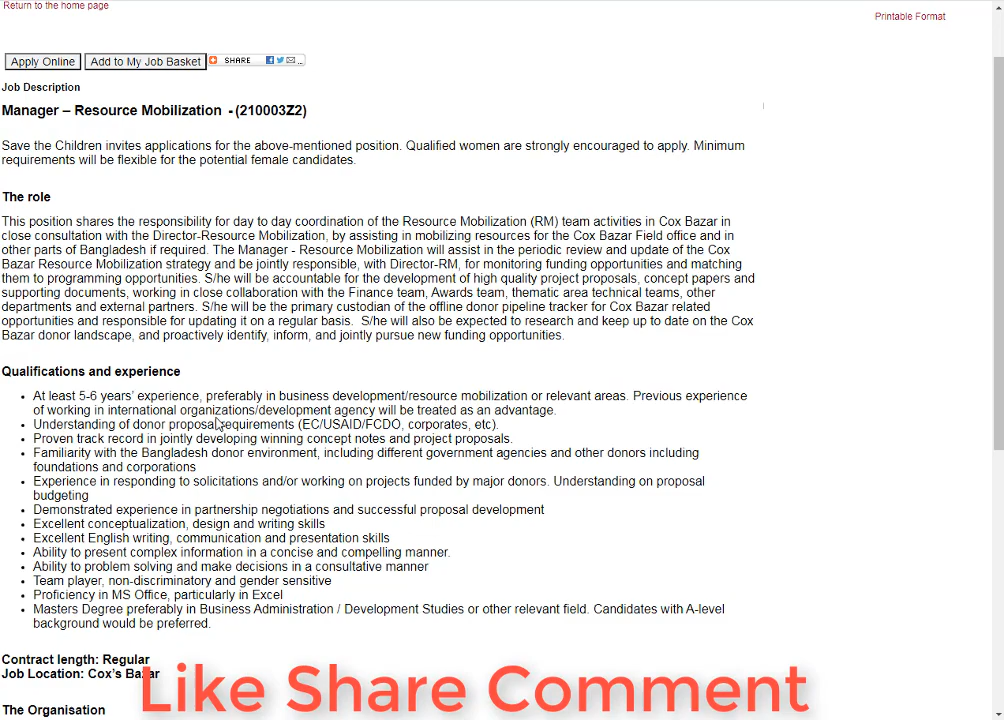 Return to the home page
Printable Format
Apply Online Add to My Job Basket SHARE ...
Job Description
Manager – Resource Mobilization - (210003Z2)
Save the Children invites applications for the above-mentioned position. Qualified women are strongly encouraged to apply. Minimum
requirements will be flexible for the potential female candidates.
The role
This position shares the responsibility for day to day coordination of the Resource Mobilization (RM) team activities in Cox Bazar in
close consultation with the Director-Resource Mobilization, by assisting in mobilizing resources for the Cox Bazar Field office and in
other parts of Bangladesh if required. The Manager - Resource Mobilization will assist in the periodic review and update of the Cox
Bazar Resource Mobilization strategy and be jointly responsible, with Director-RM, for monitoring funding opportunities and matching
them to programming opportunities. S/he will be accountable for the development of high quality project proposals, concept papers and
supporting documents, working in close collaboration with the Finance team, Awards team, thematic area technical teams, other
departments and external partners. S/he will be the primary custodian of the offline donor pipeline tracker for Cox Bazar related
opportunities and responsible for updating it on a regular basis. S/he will also be expected to research and keep up to date on the Cox
Bazar donor landscape, and proactively identify, inform, and jointly pursue new funding opportunities.
Qualifications and experience
• At least 5-6 years' experience, preferably in business development/resource mobilization or relevant areas. Previous experience
of working in international organizations/development agency will be treated as an advantage.
• Understanding of donor proposal requirements (EC/USAID/FCDO, corporates, etc).
• Proven track record in jointly developing winning concept notes and project proposals.
• Familiarity with the Bangladesh donor environment, including different government agencies and other donors including
foundations and corporations
• Experience in responding to solicitations and/or working on projects funded by major donors. Understanding on proposal
budgeting
• Demonstrated experience in partnership negotiations and successful proposal development
• Excellent conceptualization, design and writing skills
• Excellent English writing, communication and presentation skills
• Ability to present complex information in a concise and compelling manner.
• Ability to problem solving and make decisions in a consultative manner
• Team player, non-discriminatory and gender sensitive
• Proficiency in MS Office, particularly in Excel
• Masters Degree preferably in Business Administration / Development Studies or other relevant field. Candidates with A-level
background would be preferred.
Contract length: Regular
Job Location: Cox's Bazar
Like Share Comment
The Organisation